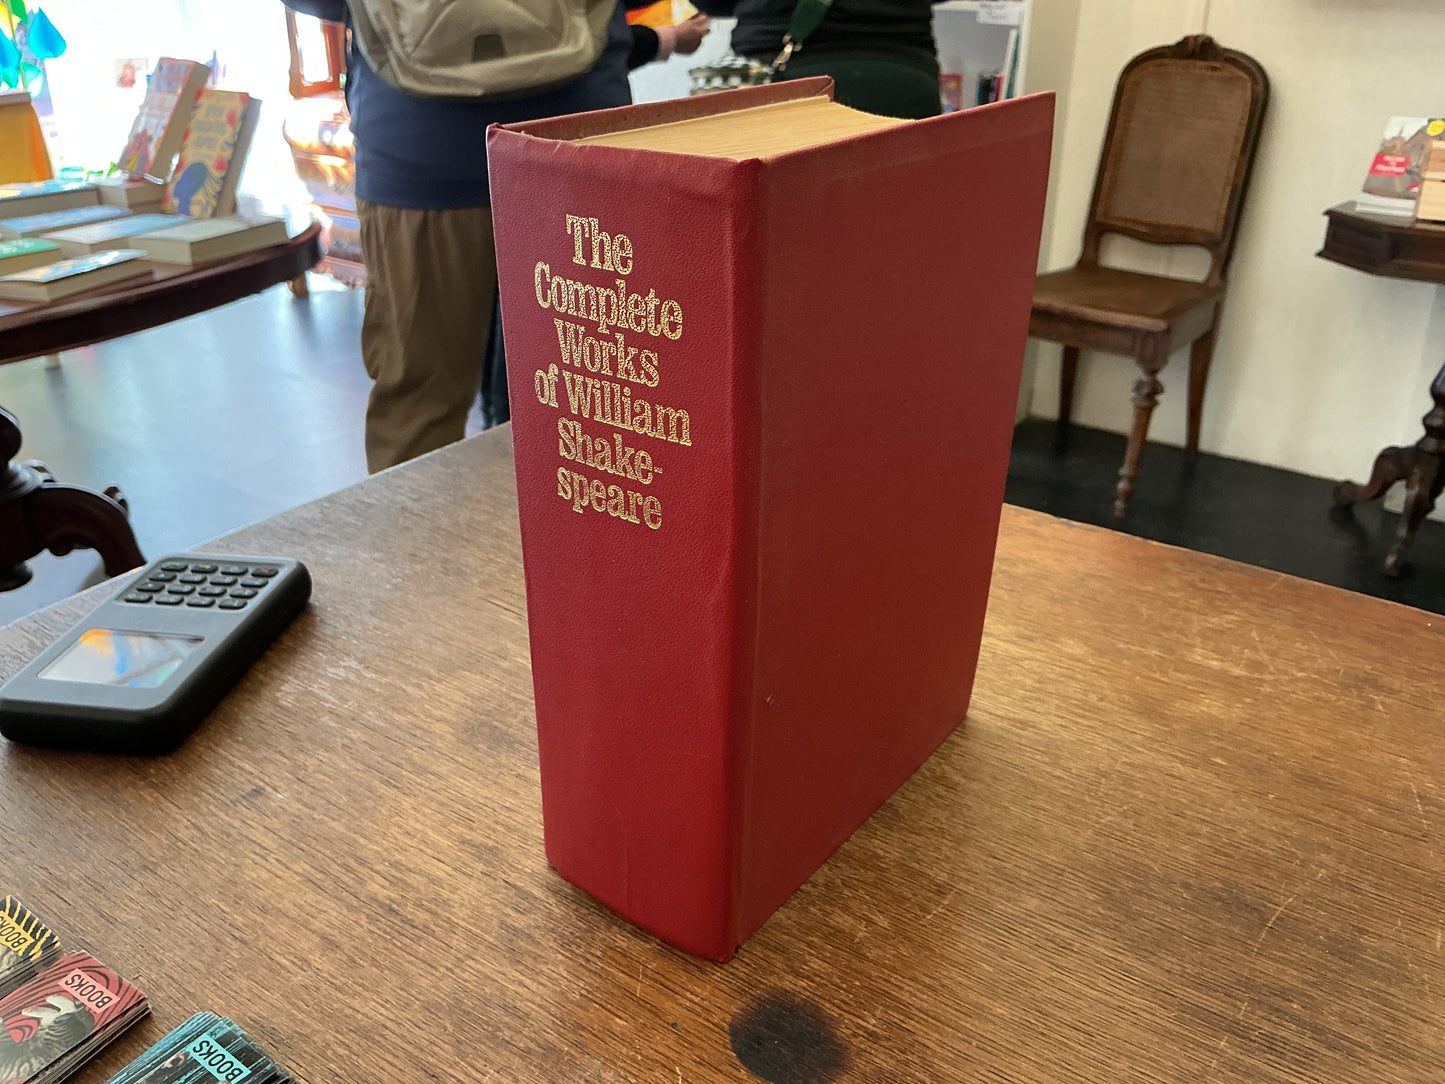 The
Complete
Works
of William
Shake-
speare
BOOKS
BOOKS
BOOKS